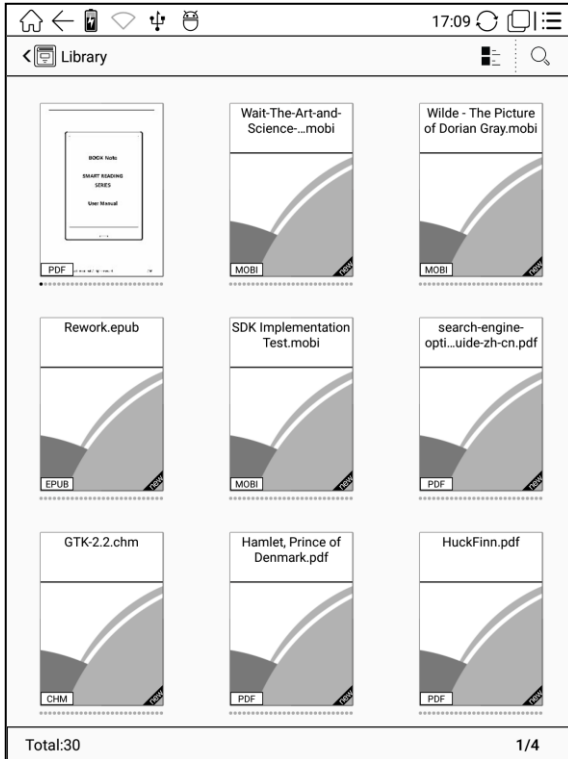 17:09
Library
BOOX Note
SMART READING
SERIES
User Manual
PDF
Wait-The-Art-and-
Science-...mobi
MOBI
new
Wilde - The Picture
of Dorian Gray.mobi
MOBI
new
Rework.epub
EPUB
new
SDK Implementation
Test.mobi
MOBI
new
search-engine-
opti...uide-zh-cn.pdf
PDF
new
GTK-2.2.chm
CHM
new
Hamlet, Prince of
Denmark.pdf
PDF
new
HuckFinn.pdf
PDF
new
Total:30
1/4